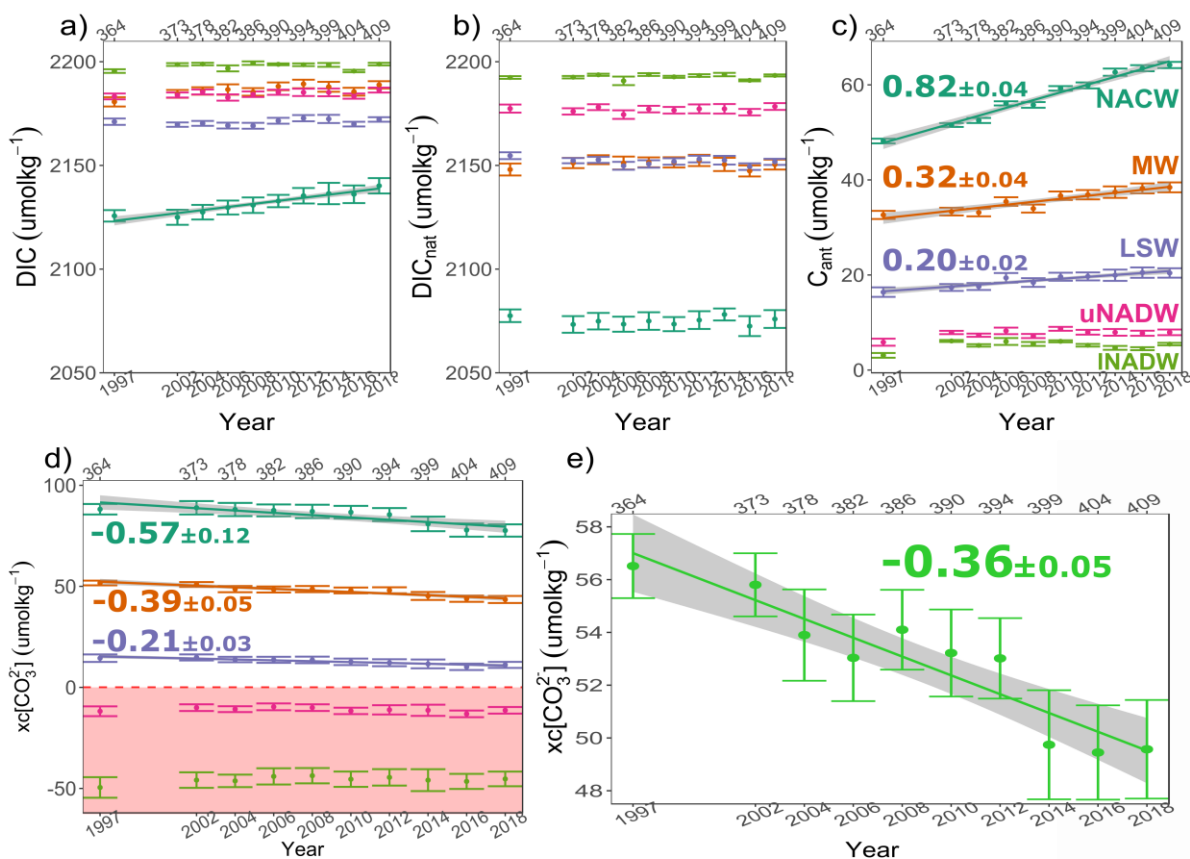 a)
364 373 378 382 386 390 394 399 404 409
DIC (umolkg⁻¹)
2200
2150
2100
2050
1997 2002 2004 2006 2008 2010 2012 2014 2016 2018
Year
b)
364 373 378 382 386 390 394 399 404 409
DICnat (umolkg⁻¹)
2200
2150
2100
2050
1997 2002 2004 2006 2008 2010 2012 2014 2016 2018
Year
c)
364 373 378 382 386 390 394 399 404 409
Cant (umolkg⁻¹)
60
40
20
0
0.82±0.04
NACW
0.32±0.04
MW
0.20±0.02
LSW
uNADW
lNADW
1997 2002 2004 2006 2008 2010 2012 2014 2016 2018
Year
d)
364 373 378 382 386 390 394 399 404 409
xc[CO₃²⁻] (umolkg⁻¹)
100
50
0
-50
-0.57±0.12
-0.39±0.05
-0.21±0.03
1997 2002 2004 2006 2008 2010 2012 2014 2016 2018
Year
e)
364 373 378 382 386 390 394 399 404 409
xc[CO₃²⁻] (umolkg⁻¹)
58
56
54
52
50
48
-0.36±0.05
1997 2002 2004 2006 2008 2010 2012 2014 2016 2018
Year